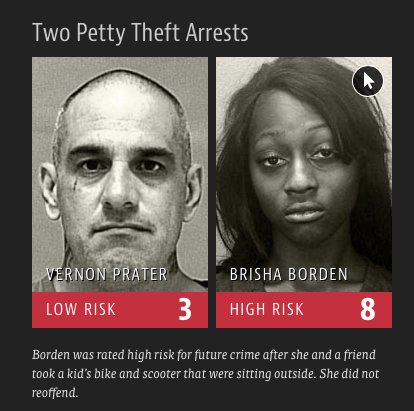 Two Petty Theft Arrests
VERNON PRATER
LOW RISK 3
BRISHA BORDEN
HIGH RISK 8
Borden was rated high risk for future crime after she and a friend
took a kid's bike and scooter that were sitting outside. She did not
reoffend.